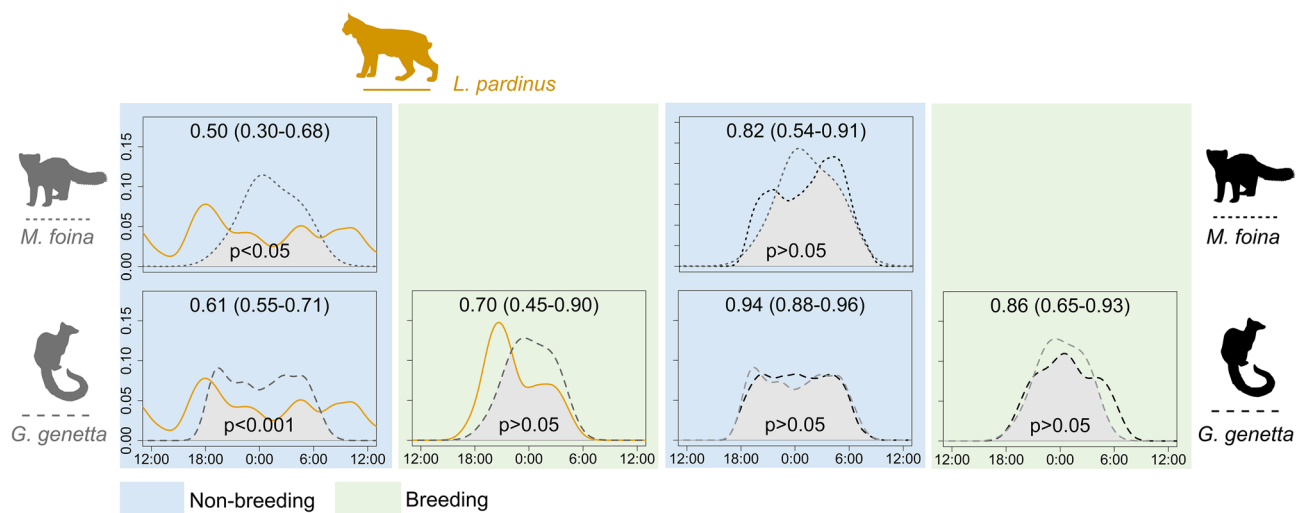 L. pardinus
0.50 (0.30-0.68)
0.82 (0.54-0.91)
0.15
0.10
0.05
0.00
p<0.05
p>0.05
M. foina
M. foina
0.61 (0.55-0.71)
0.70 (0.45-0.90)
0.94 (0.88-0.96)
0.86 (0.65-0.93)
0.15
0.10
0.05
0.00
p<0.001
p>0.05
p>0.05
p>0.05
G. genetta
G. genetta
12:00 18:00 0:00 6:00 12:00
12:00 18:00 0:00 6:00 12:00
12:00 18:00 0:00 6:00 12:00
12:00 18:00 0:00 6:00 12:00
Non-breeding
Breeding